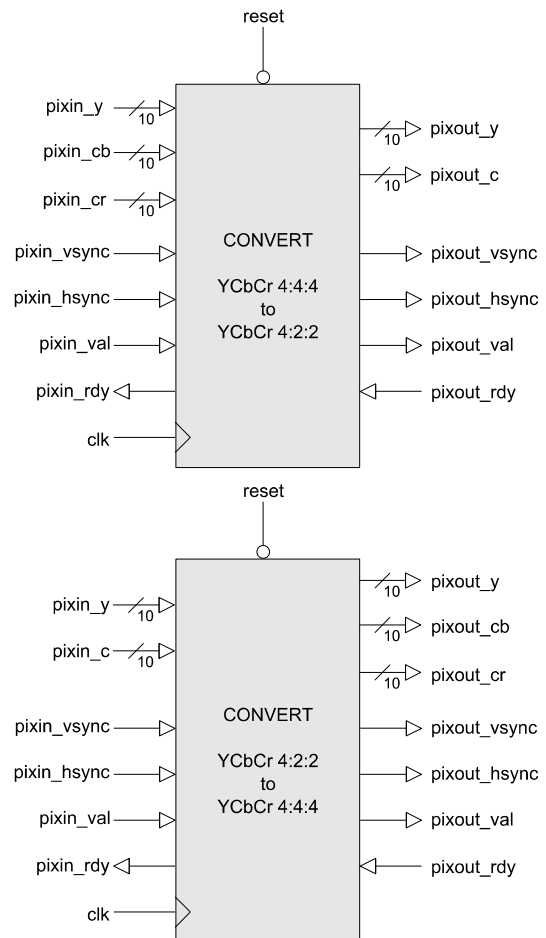 reset
pixin_y
10
pixin_cb
10
pixin_cr
10
pixin_vsync
pixin_hsync
pixin_val
pixin_rdy
clk
CONVERT
YCbCr 4:4:4
to
YCbCr 4:2:2
10
pixout_y
10
pixout_c
pixout_vsync
pixout_hsync
pixout_val
pixout_rdy
reset
pixin_y
10
pixin_c
10
pixin_vsync
pixin_hsync
pixin_val
pixin_rdy
clk
CONVERT
YCbCr 4:2:2
to
YCbCr 4:4:4
10
pixout_y
10
pixout_cb
10
pixout_cr
pixout_vsync
pixout_hsync
pixout_val
pixout_rdy